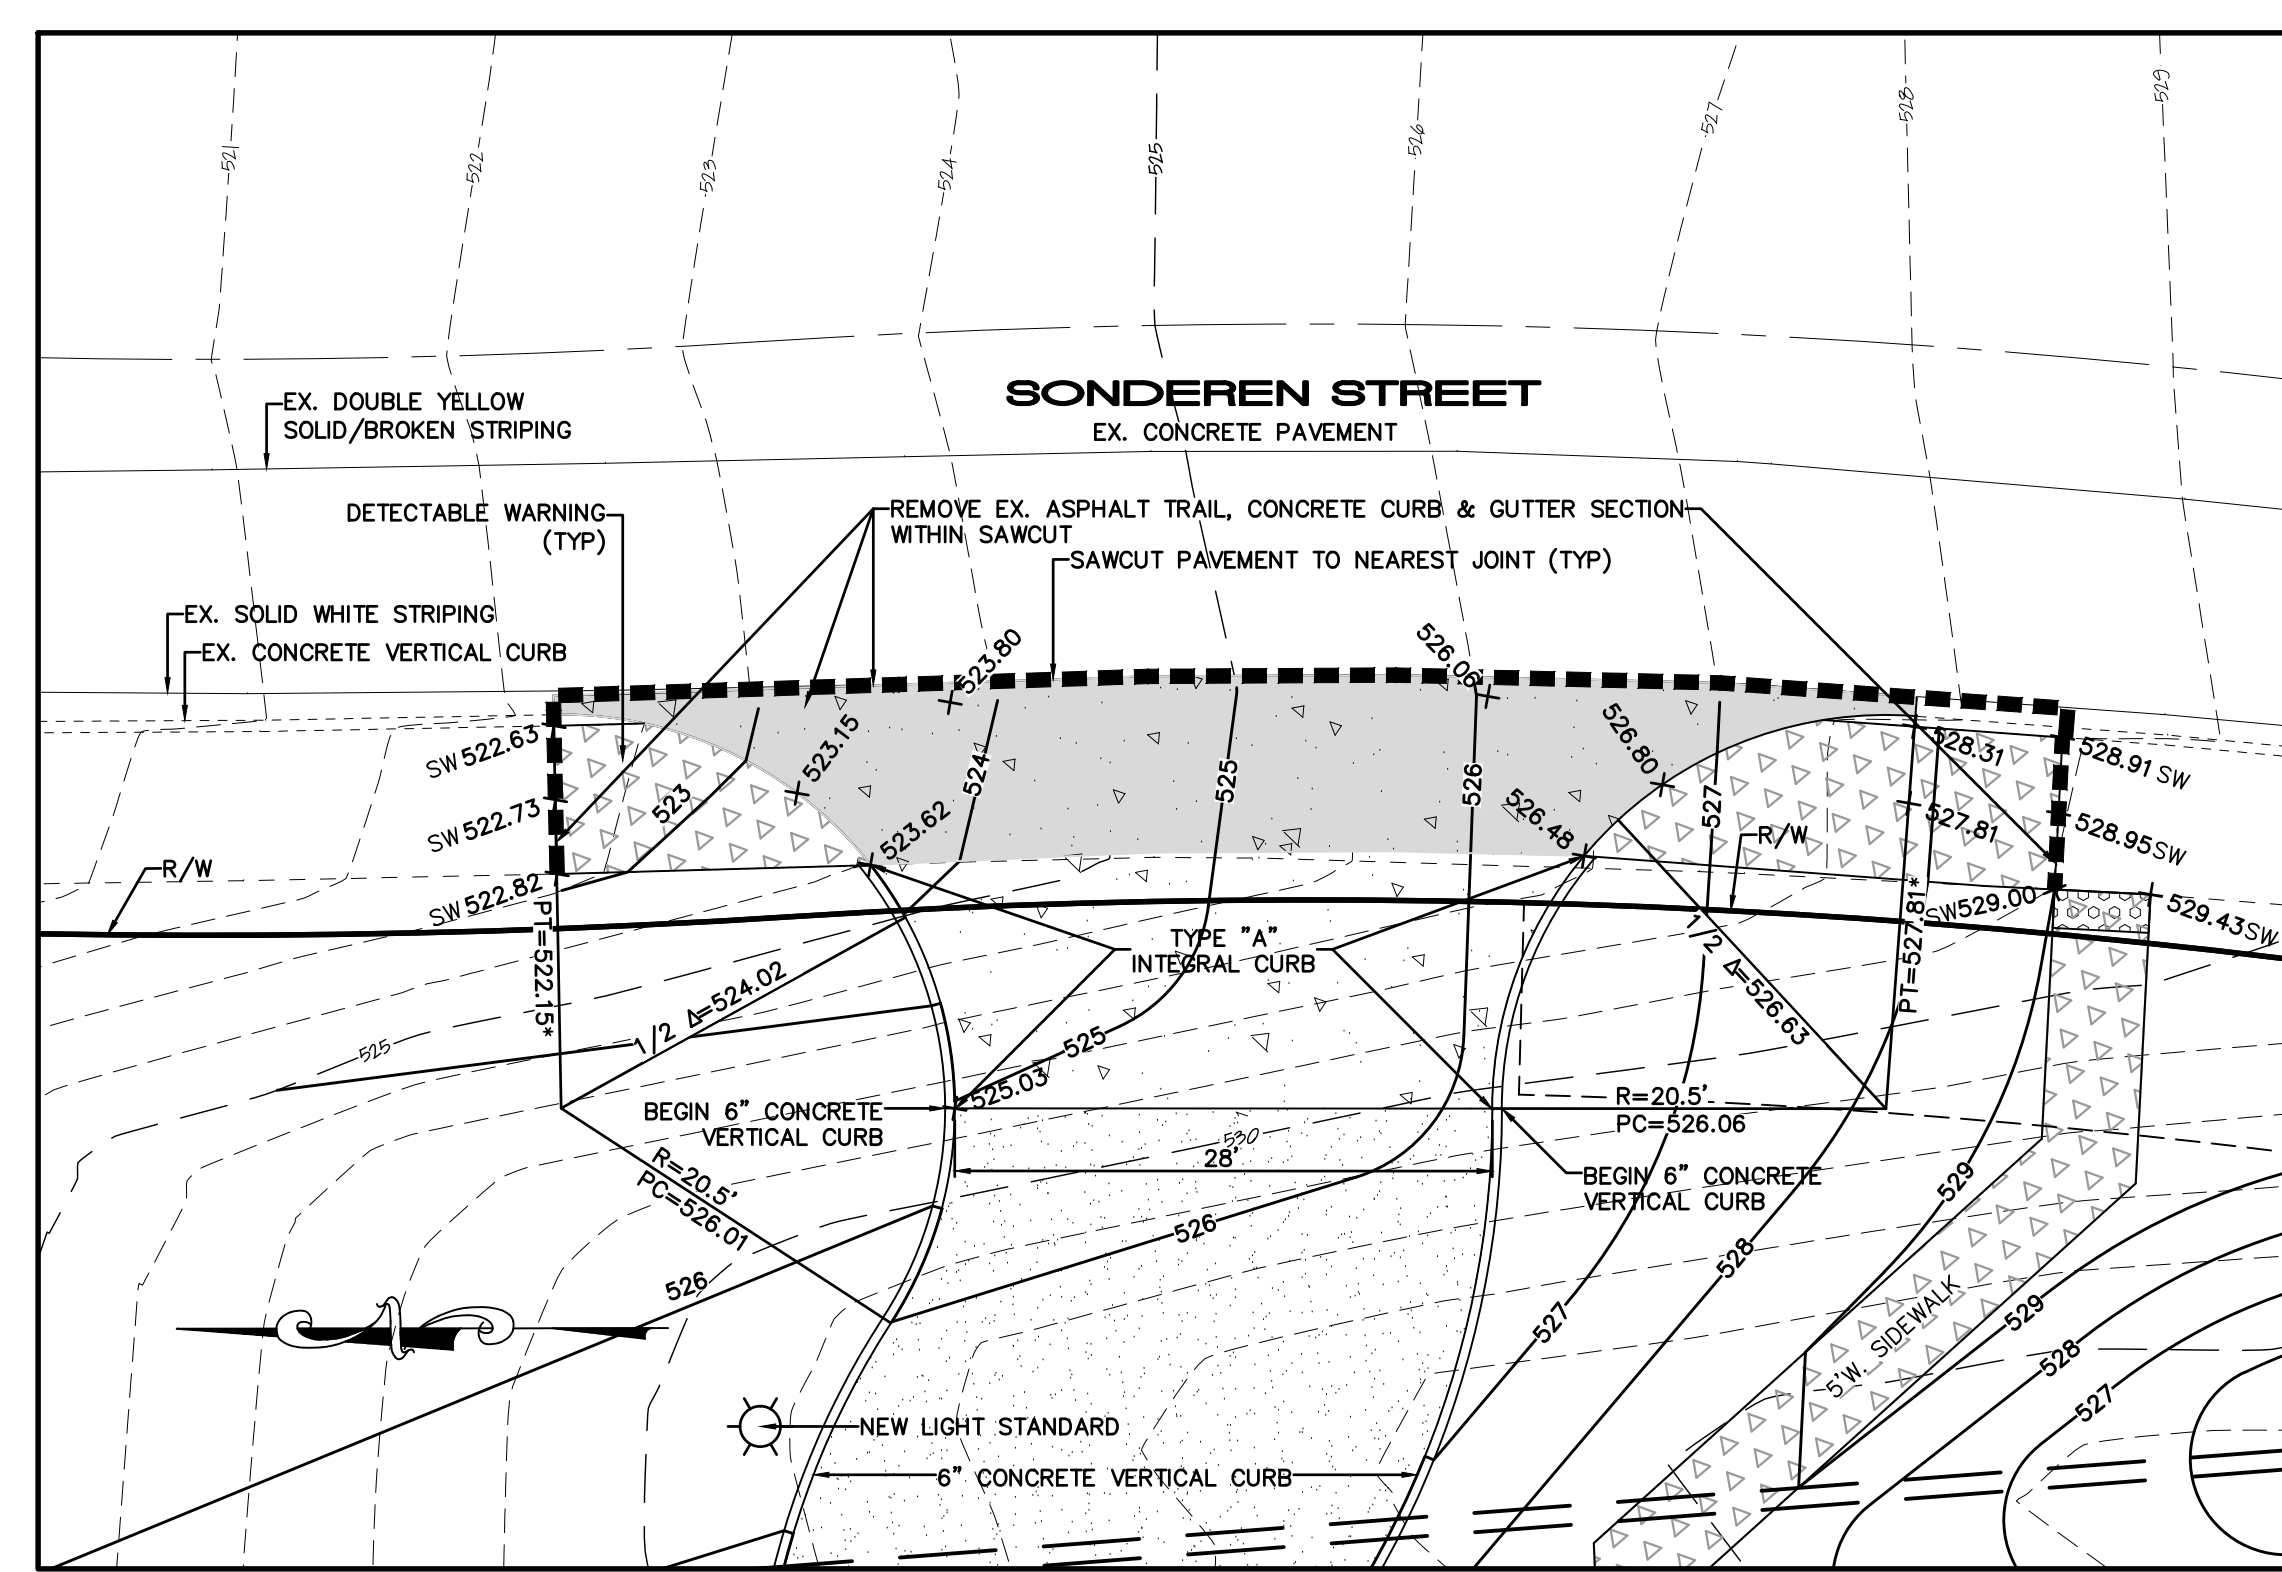 521
522
523
524
525
526
527
528
529
SONDEREN STREET
EX. CONCRETE PAVEMENT
EX. DOUBLE YELLOW
SOLID/BROKEN STRIPING
DETECTABLE WARNING
(TYP)
REMOVE EX. ASPHALT TRAIL, CONCRETE CURB & GUTTER SECTION
WITHIN SAWCUT
SAWCUT PAVEMENT TO NEAREST JOINT (TYP)
EX. SOLID WHITE STRIPING
EX. CONCRETE VERTICAL CURB
523.80
526.06
SW 522.63
523.15
526.80
528.31
528.91 SW
523
524
525
526
527
SW 522.73
523.62
526.48
R/W
527.81
528.95 SW
R/W
SW 522.82
SW 529.00
529.43 SW
PT=522.15*
TYPE "A"
INTEGRAL CURB
PT=527.81*
1/2 Δ=524.02
1/2 Δ=526.63
525
525
525.03
BEGIN 6" CONCRETE
VERTICAL CURB
R=20.5'
PC=526.06
530
28'
R=20.5'
PC=526.01
BEGIN 6" CONCRETE
VERTICAL CURB
529
526
526
528
527
529
528
527
5'W. SIDEWALK
NEW LIGHT STANDARD
6" CONCRETE VERTICAL CURB